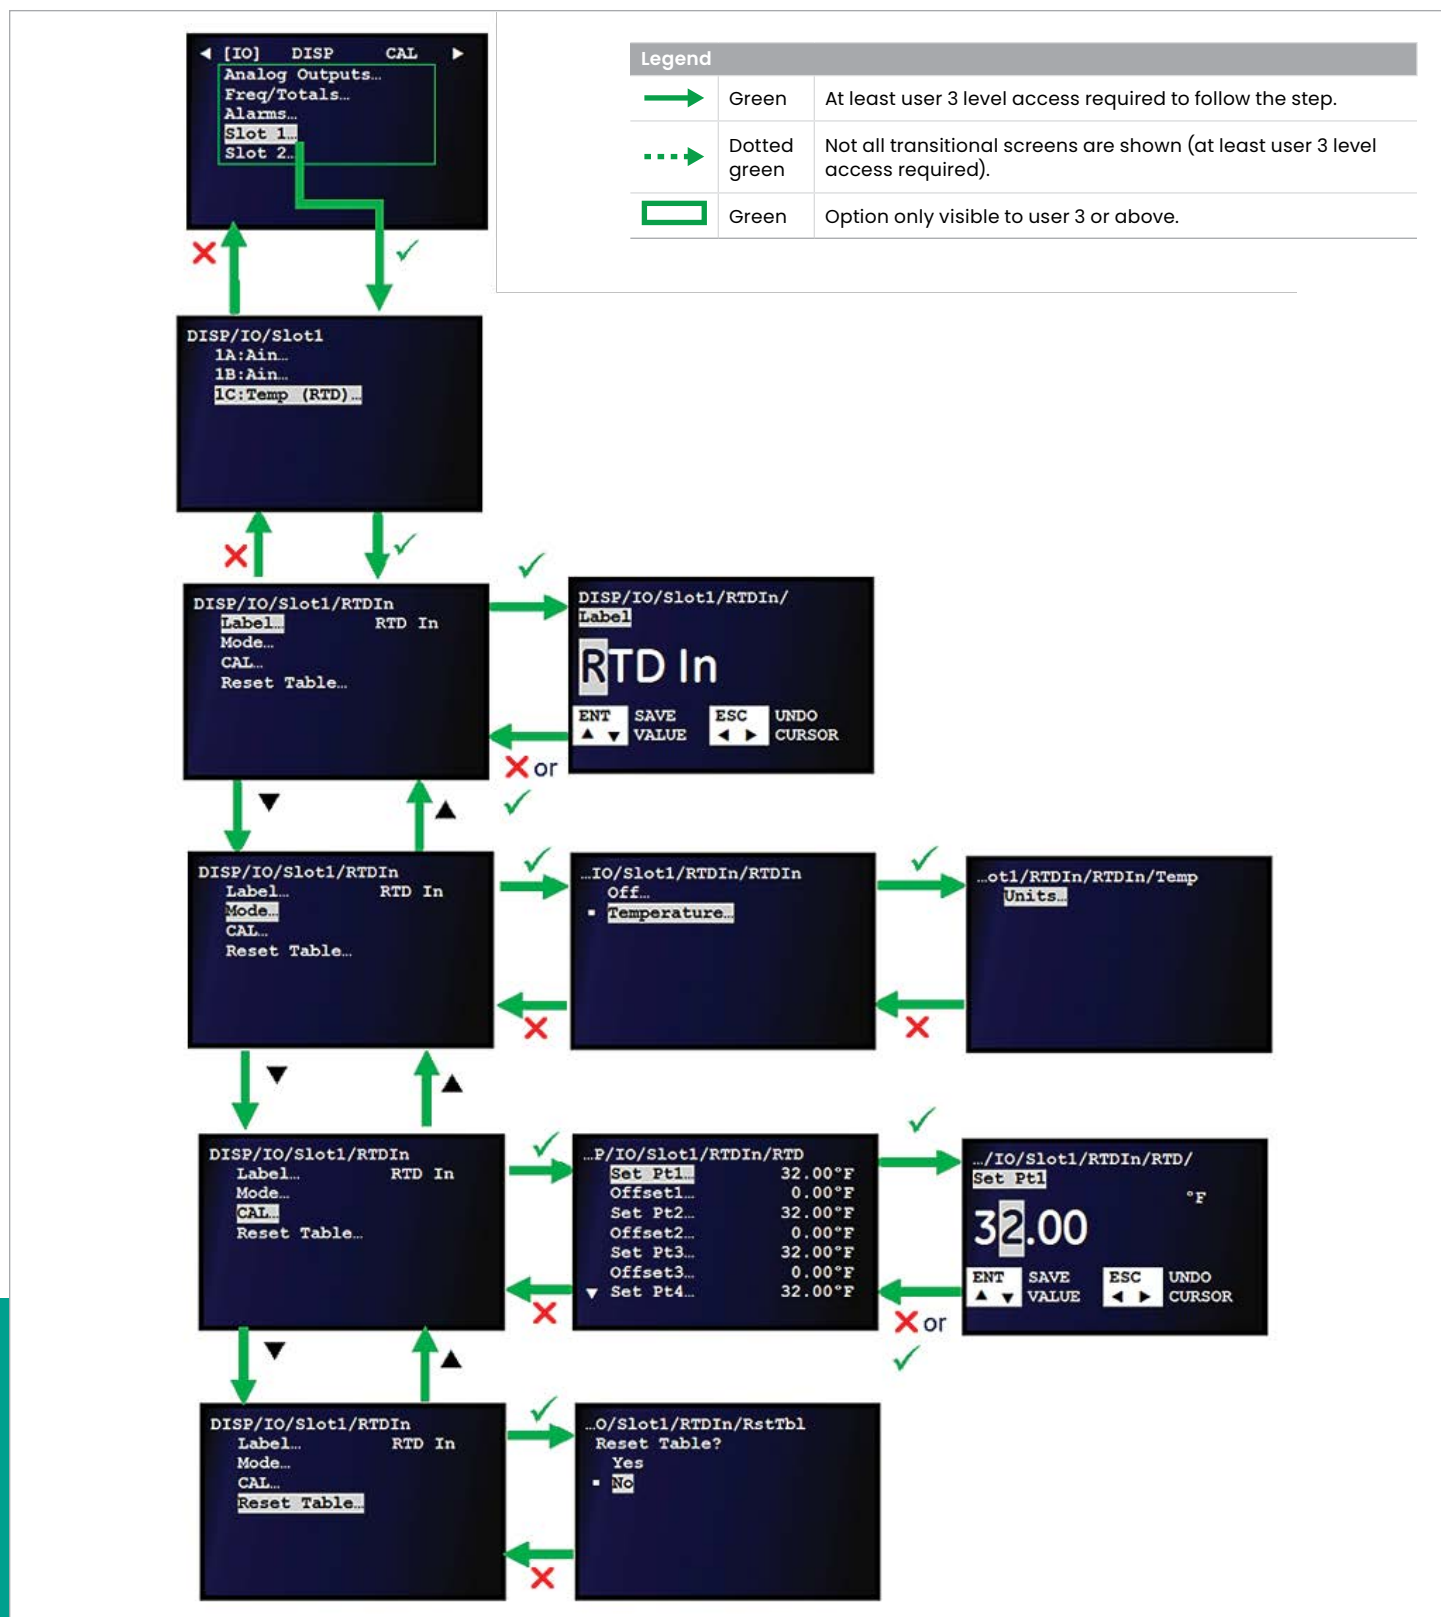 ◄ [IO] DISP CAL ►
Analog Outputs…
Freq/Totals…
Alarms…
Slot 1…
Slot 2…
Legend
Green At least user 3 level access required to follow the step.
Dotted green Not all transitional screens are shown (at least user 3 level
access required).
Green Option only visible to user 3 or above.
DISP/IO/Slot1
1A:Ain…
1B:Ain…
1C:Temp (RTD)…
DISP/IO/Slot1/RTDIn
Label… RTD In
Mode…
CAL…
Reset Table…
DISP/IO/Slot1/RTDIn/
Label
RTD In
ENT SAVE ESC UNDO
▲ ▼ VALUE ◄ ► CURSOR
or
DISP/IO/Slot1/RTDIn
Label… RTD In
Mode…
CAL…
Reset Table…
…IO/Slot1/RTDIn/RTDIn
Off…
▪ Temperature…
…ot1/RTDIn/RTDIn/Temp
Units…
DISP/IO/Slot1/RTDIn
Label… RTD In
Mode…
CAL…
Reset Table…
…P/IO/Slot1/RTDIn/RTD
Set Pt1… 32.00°F
Offset1… 0.00°F
Set Pt2… 32.00°F
Offset2… 0.00°F
Set Pt3… 32.00°F
Offset3… 0.00°F
▼ Set Pt4… 32.00°F
…/IO/Slot1/RTDIn/RTD/
Set Pt1
°F
32.00
ENT SAVE ESC UNDO
▲ ▼ VALUE ◄ ► CURSOR
or
DISP/IO/Slot1/RTDIn
Label… RTD In
Mode…
CAL…
Reset Table…
…O/Slot1/RTDIn/RstTbl
Reset Table?
Yes
▪ No